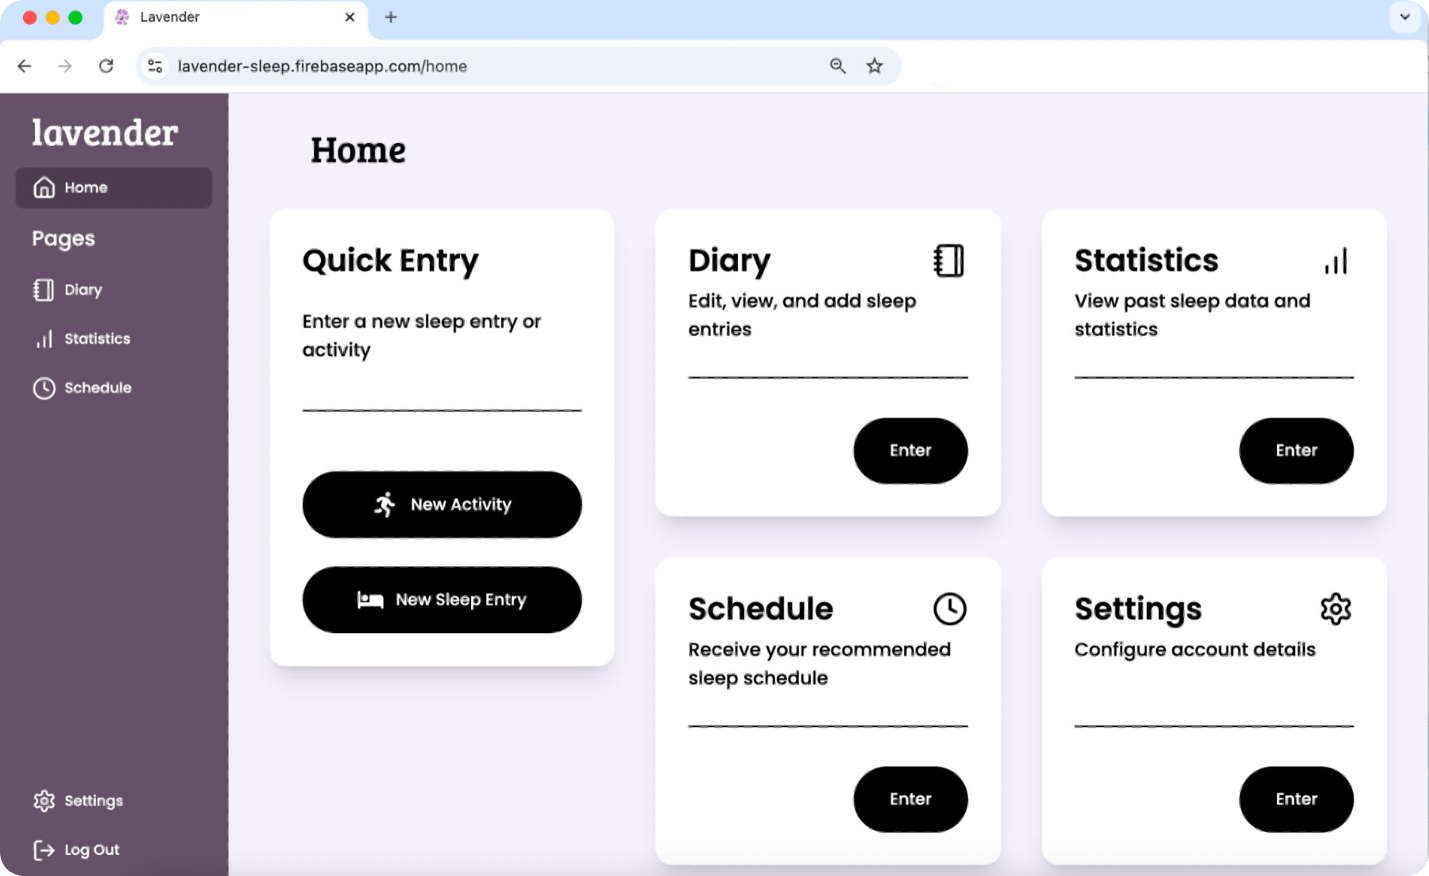 Lavender
lavender-sleep.firebaseapp.com/home
lavender
Home
Pages
Diary
Statistics
Schedule
Settings
Log Out
Home
Quick Entry
Enter a new sleep entry or
activity
New Activity
New Sleep Entry
Diary
Edit, view, and add sleep
entries
Enter
Statistics
View past sleep data and
statistics
Enter
Schedule
Receive your recommended
sleep schedule
Enter
Settings
Configure account details
Enter